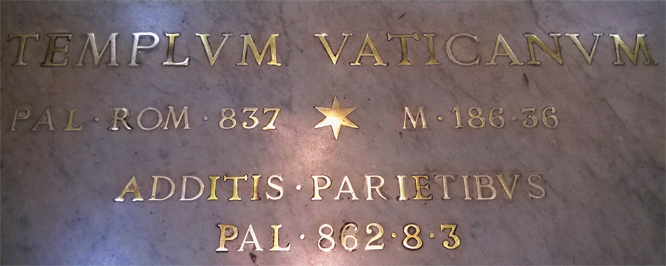 TEMPLVM VATICANVM
PAL·ROM·837 ★ M·186·36
ADDITIS·PARIETIBVS
PAL·862·8·3